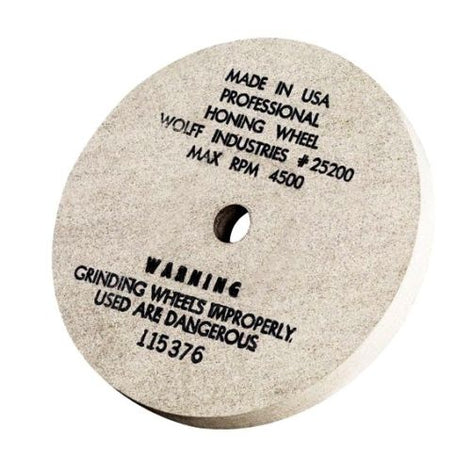 MADE IN USA
PROFESSIONAL
HONING WHEEL
WOLFF INDUSTRIES #25200
MAX RPM 4500
WARNING
GRINDING WHEELS IMPROPERLY,
USED ARE DANGEROUS
115376